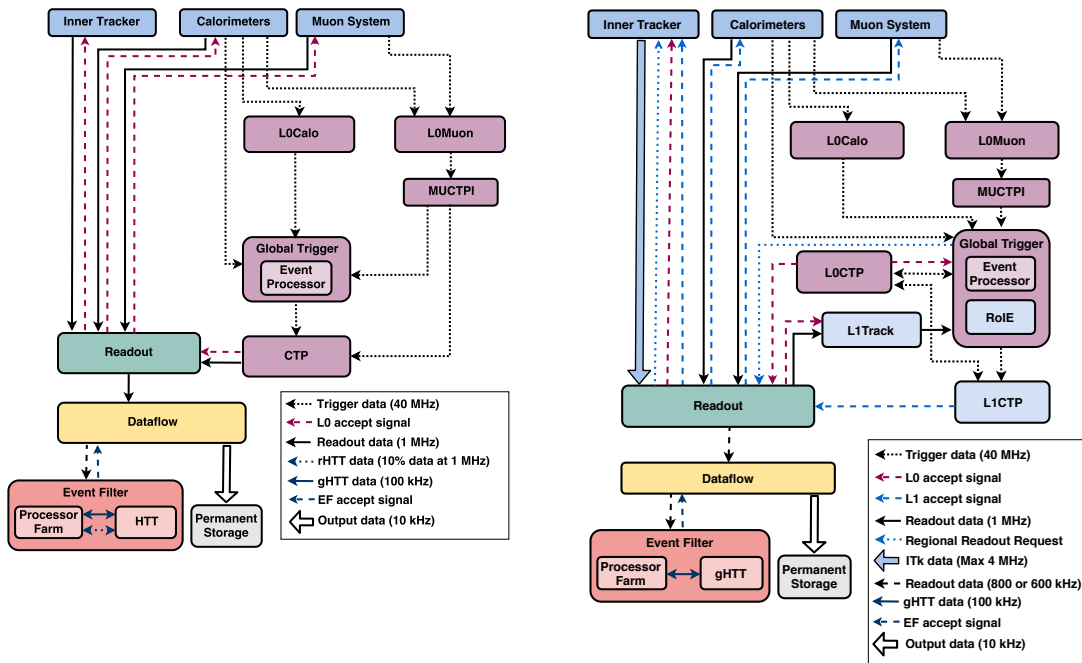 Inner Tracker
Calorimeters
Muon System
L0Calo
L0Muon
MUCTPI
Global Trigger
Event
Processor
Readout
CTP
Dataflow
Event Filter
Processor
Farm
HTT
Permanent
Storage
Trigger data (40 MHz)
L0 accept signal
Readout data (1 MHz)
rHTT data (10% data at 1 MHz)
gHTT data (100 kHz)
EF accept signal
Output data (10 kHz)
Inner Tracker
Calorimeters
Muon System
L0Calo
L0Muon
MUCTPI
Global Trigger
L0CTP
Event
Processor
RoIE
L1Track
Readout
L1CTP
Dataflow
Event Filter
Processor
Farm
gHTT
Permanent
Storage
Trigger data (40 MHz)
L0 accept signal
L1 accept signal
Readout data (1 MHz)
Regional Readout Request
ITk data (Max 4 MHz)
Readout data (800 or 600 kHz)
gHTT data (100 kHz)
EF accept signal
Output data (10 kHz)